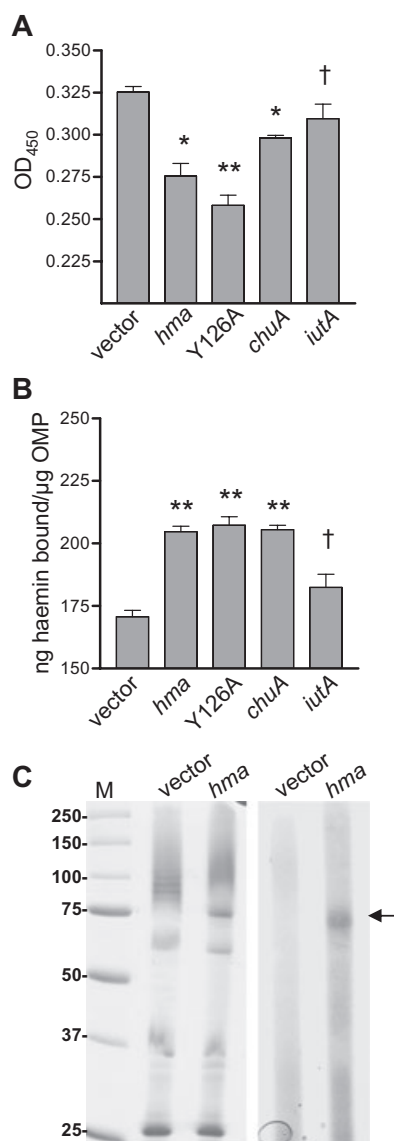 A
0.350
0.325
0.300
0.275
0.250
0.225
OD450
* ** * †
vector hma Y126A chuA iutA
B
250
225
200
175
150
ng haemin bound/µg OMP
** ** ** †
vector hma Y126A chuA iutA
C
M vector hma vector hma
250-
150-
100-
75-
50-
37-
25-